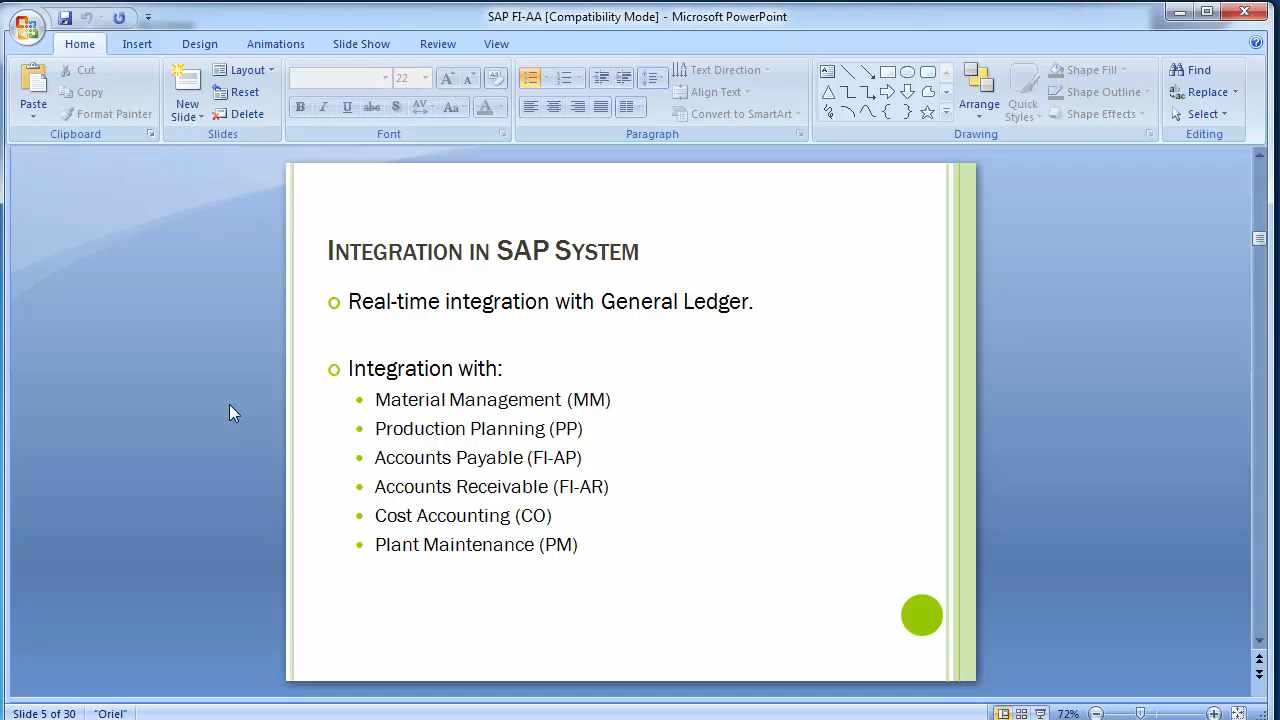 SAP FI-AA [Compatibility Mode] - Microsoft PowerPoint
Home Insert Design Animations Slide Show Review View
Paste
Cut
Copy
Format Painter
Clipboard
New Slide
Layout
Reset
Delete
Slides
22
B I U abc S AV Aa A
Font
Text Direction
Align Text
Convert to SmartArt
Paragraph
Arrange
Quick Styles
Shape Fill
Shape Outline
Shape Effects
Drawing
Find
Replace
Select
Editing
INTEGRATION IN SAP SYSTEM
Real-time integration with General Ledger.
Integration with:
Material Management (MM)
Production Planning (PP)
Accounts Payable (FI-AP)
Accounts Receivable (FI-AR)
Cost Accounting (CO)
Plant Maintenance (PM)
Slide 5 of 30 "Oriel" 72%